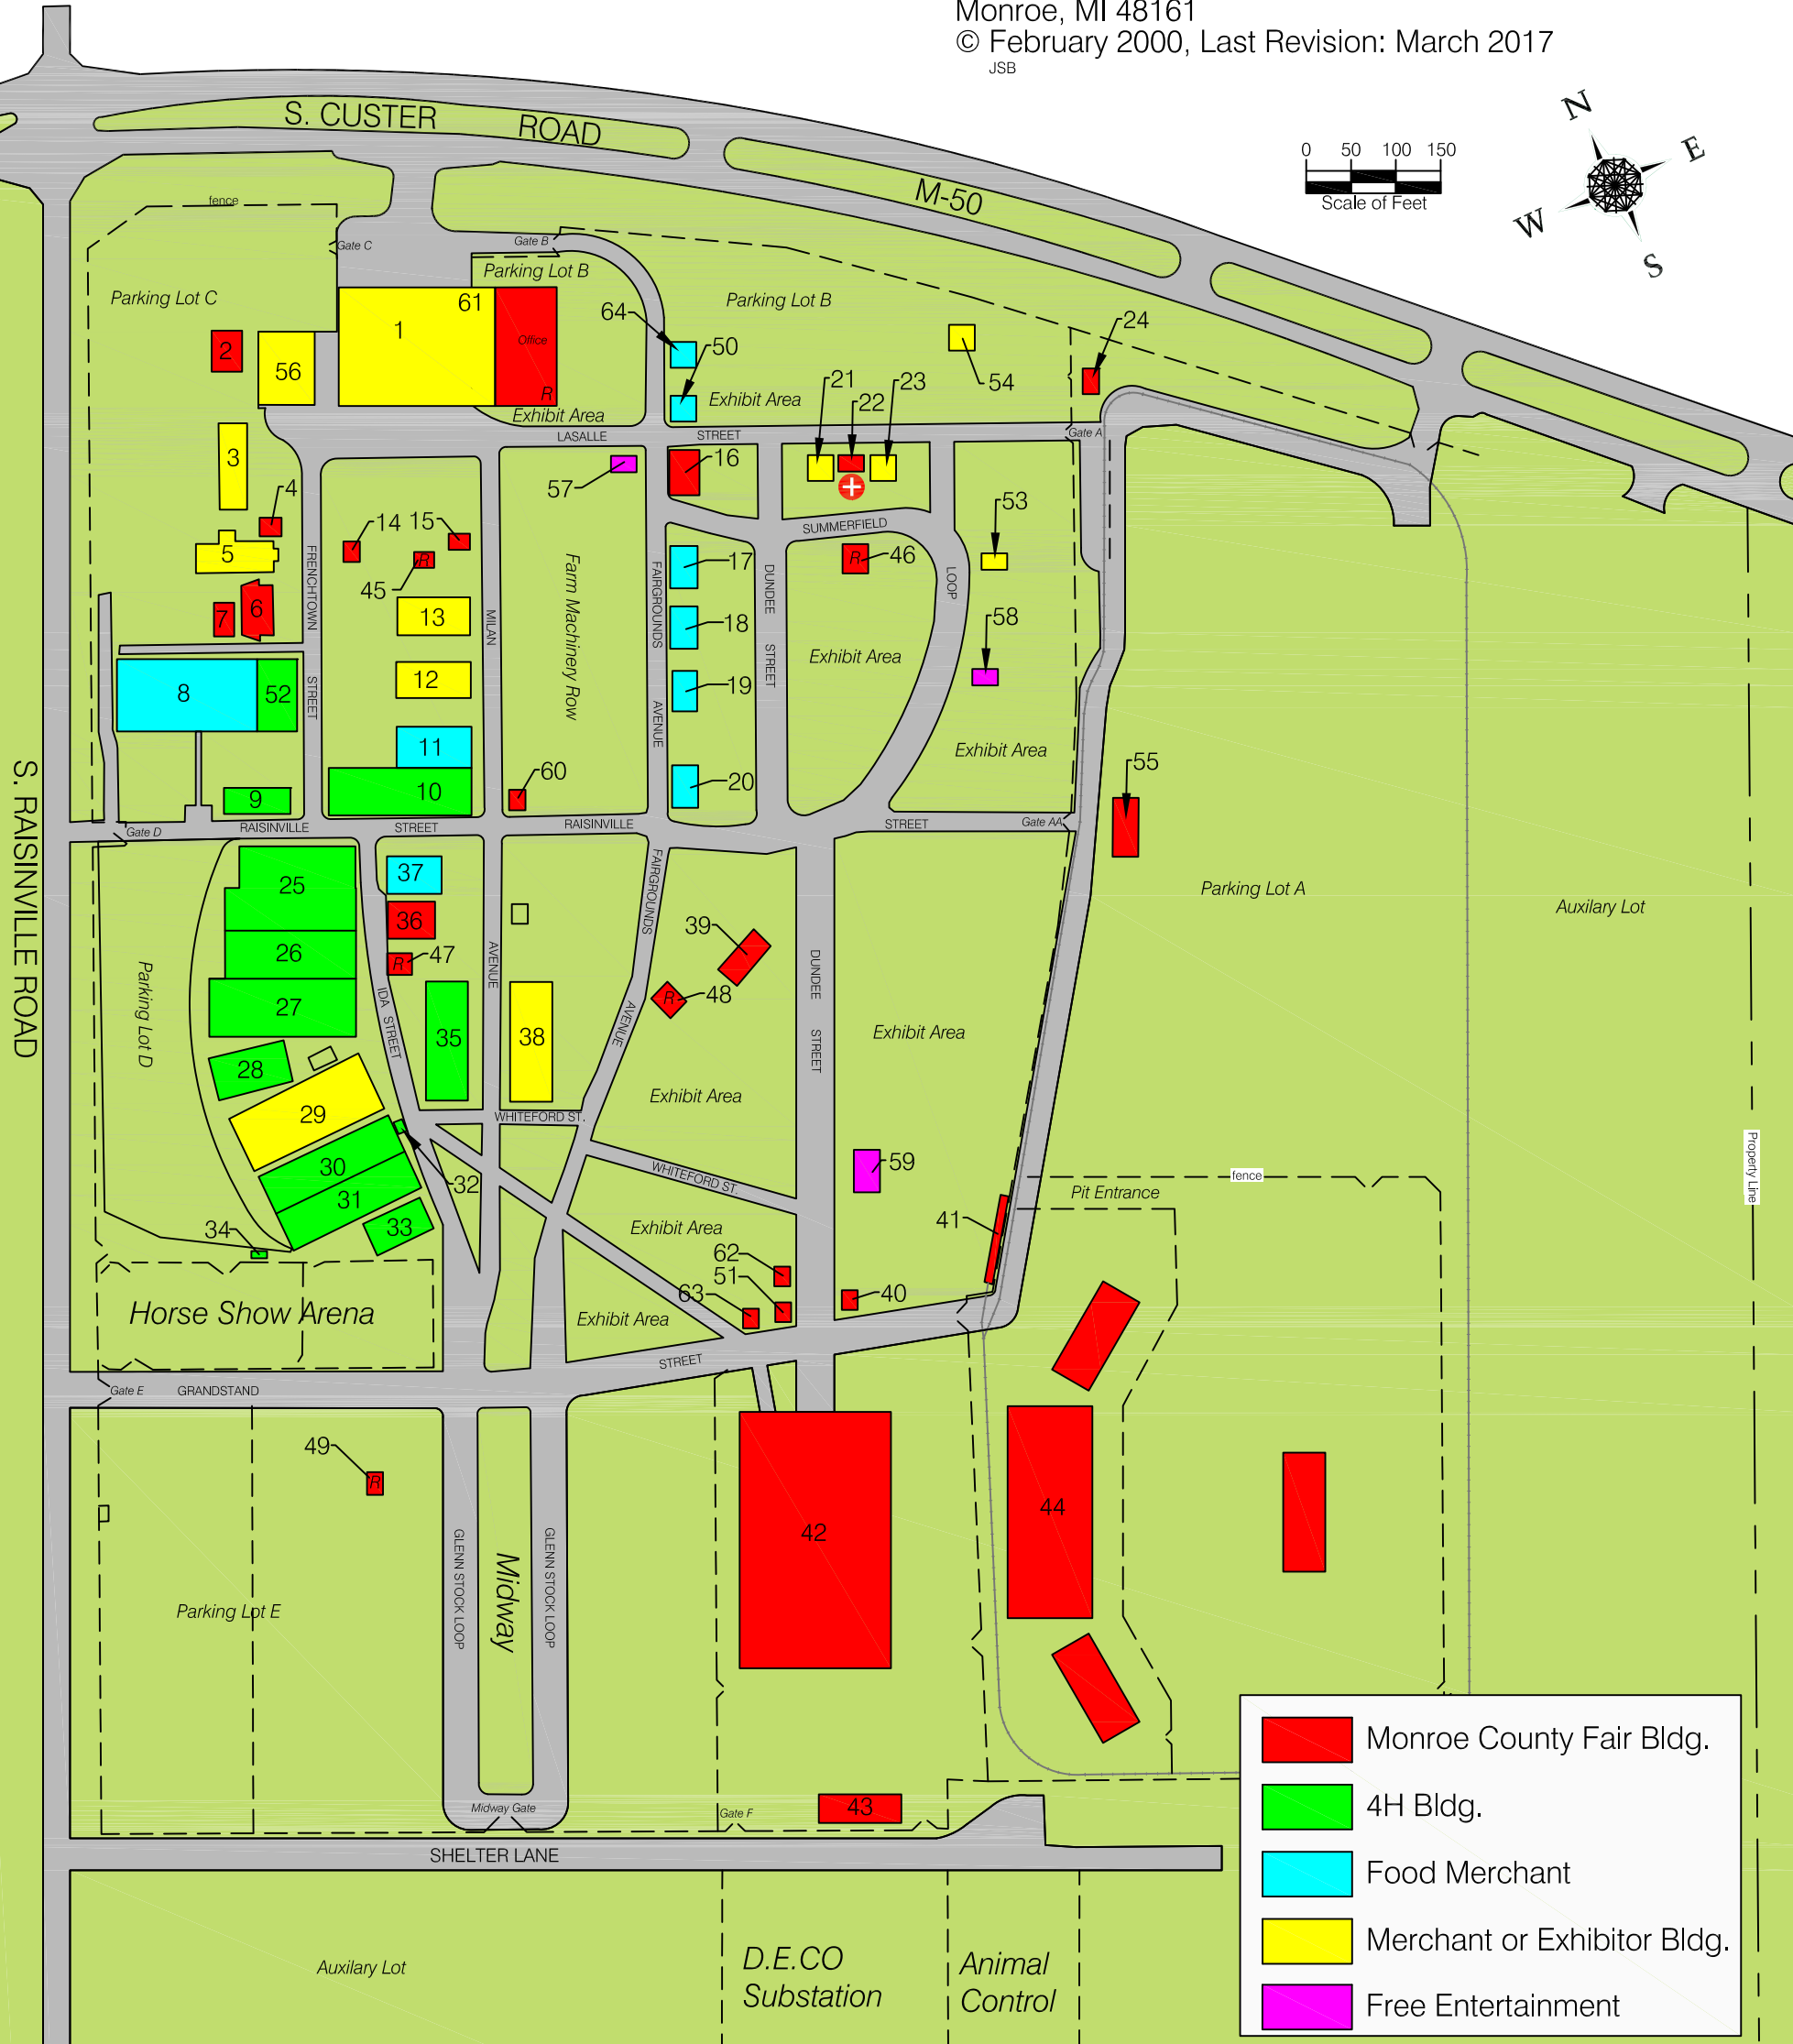 Monroe, MI 48161
© February 2000, Last Revision: March 2017
JSB
S. CUSTER ROAD
M-50
N
E
W
S
0 50 100 150
Scale of Feet
fence
Gate C
Gate B
Parking Lot B
Parking Lot C
Parking Lot B
61
1
Office
R
64
50
2
56
54
24
Exhibit Area
Exhibit Area
21
22
23
LASALLE STREET
Gate A
3
57
16
4
14
15
53
SUMMERFIELD
5
R
45
R
46
17
FRENCHTOWN STREET
MILAN AVENUE
Farm Machinery Row
FAIRGROUNDS AVENUE
DUNDEE STREET
LOOP
7
6
13
18
58
Exhibit Area
8
52
12
19
11
Exhibit Area
55
10
60
20
9
Gate D
RAISINVILLE STREET
RAISINVILLE STREET
Gate AA
S. RAISINVILLE ROAD
25
37
FAIRGROUNDS AVENUE
Parking Lot A
Auxilary Lot
36
39
26
R
47
Parking Lot D
27
IDA STREET
R
48
DUNDEE STREET
Exhibit Area
35
38
28
Exhibit Area
29
WHITEFORD ST.
30
32
WHITEFORD ST.
59
fence
Property Line
Pit Entrance
31
33
34
Exhibit Area
41
62
51
63
40
Horse Show Arena
Exhibit Area
STREET
Gate E
GRANDSTAND
49
R
42
44
GLENN STOCK LOOP
Midway
GLENN STOCK LOOP
Parking Lot E
Midway Gate
Gate F
43
SHELTER LANE
Auxilary Lot
D.E.CO
Substation
Animal
Control
Monroe County Fair Bldg.
4H Bldg.
Food Merchant
Merchant or Exhibitor Bldg.
Free Entertainment